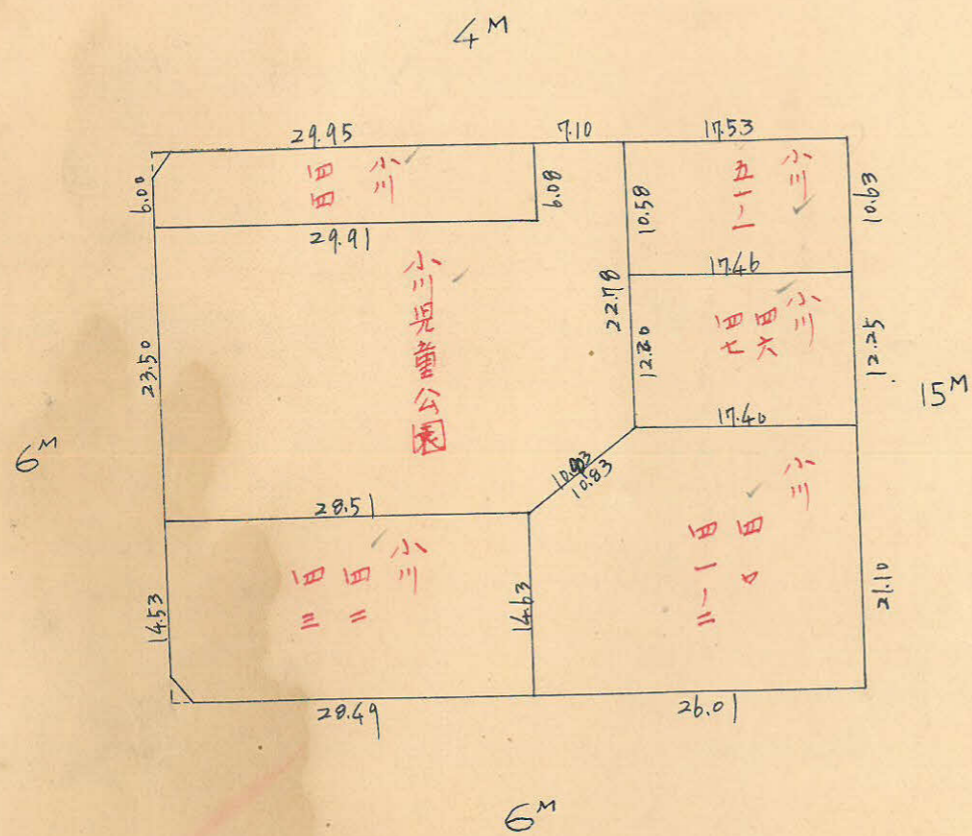 4M
29.95
7.10
17.53
6.00
小川
四四
6.08
10.58
小川
五一ノ一
10.63
29.91
17.46
小川児童公園
22.78
小川
四六
四七
12.25
23.50
15M
6M
17.40
10.83
28.51
小川
四二
四三
小川
四一ノ二
14.53
14.63
21.10
28.49
26.01
6M